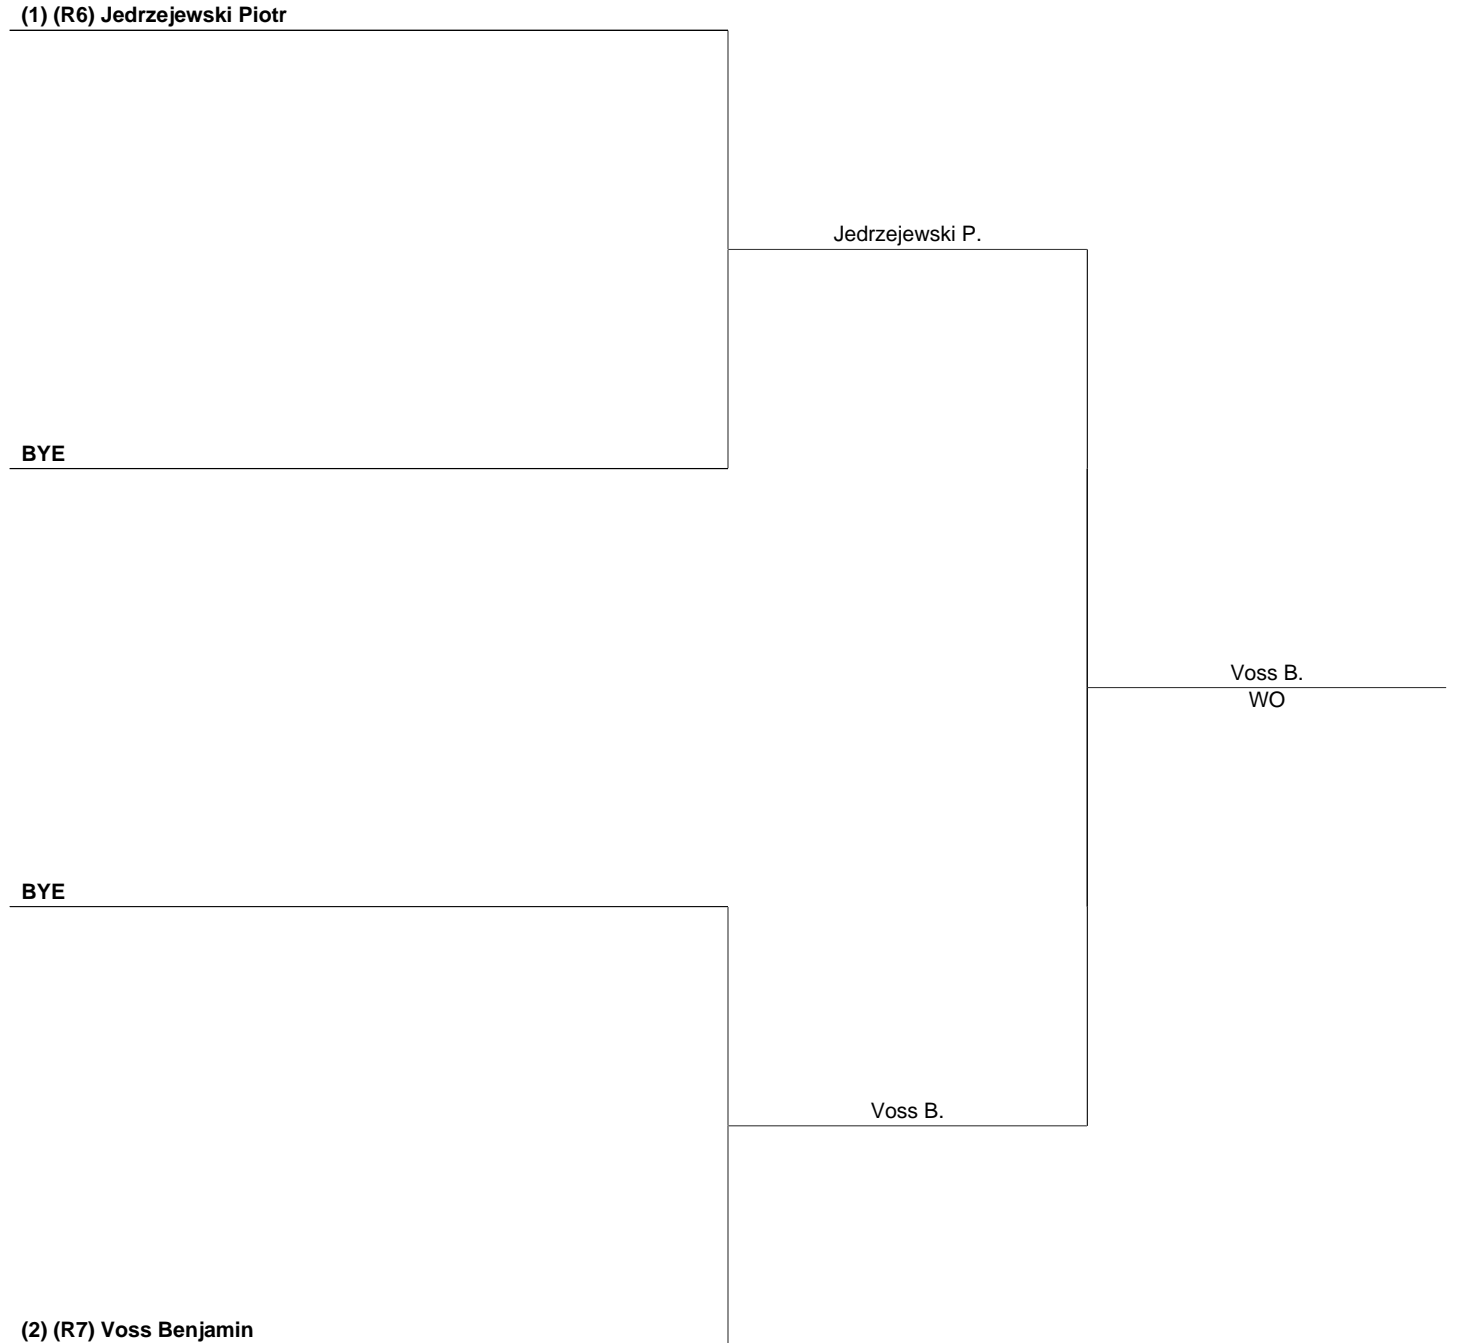 (1) (R6) Jedrzejewski Piotr
Jedrzejewski P.
BYE
Voss B.
WO
BYE
Voss B.
(2) (R7) Voss Benjamin